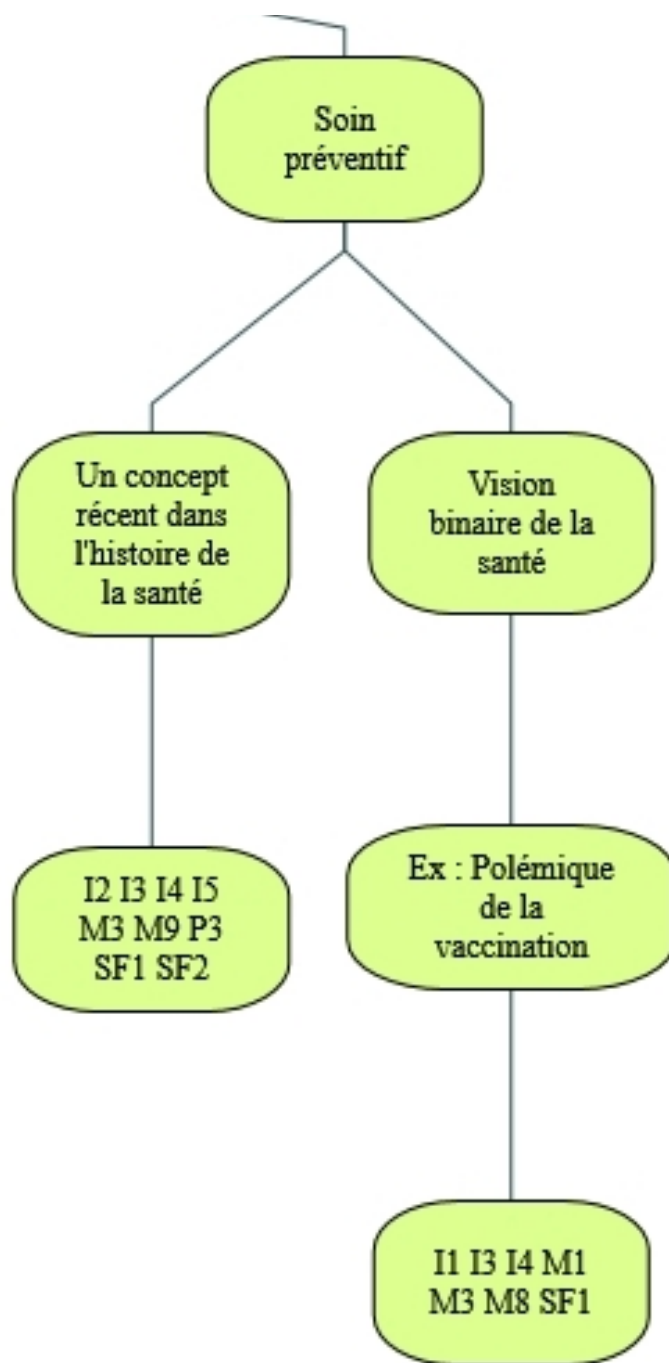 Soin
préventif
Un concept
récent dans
l'histoire de
la santé
Vision
binaire de la
santé
I2 I3 I4 I5
M3 M9 P3
SF1 SF2
Ex : Polémique
de la
vaccination
I1 I3 I4 M1
M3 M8 SF1